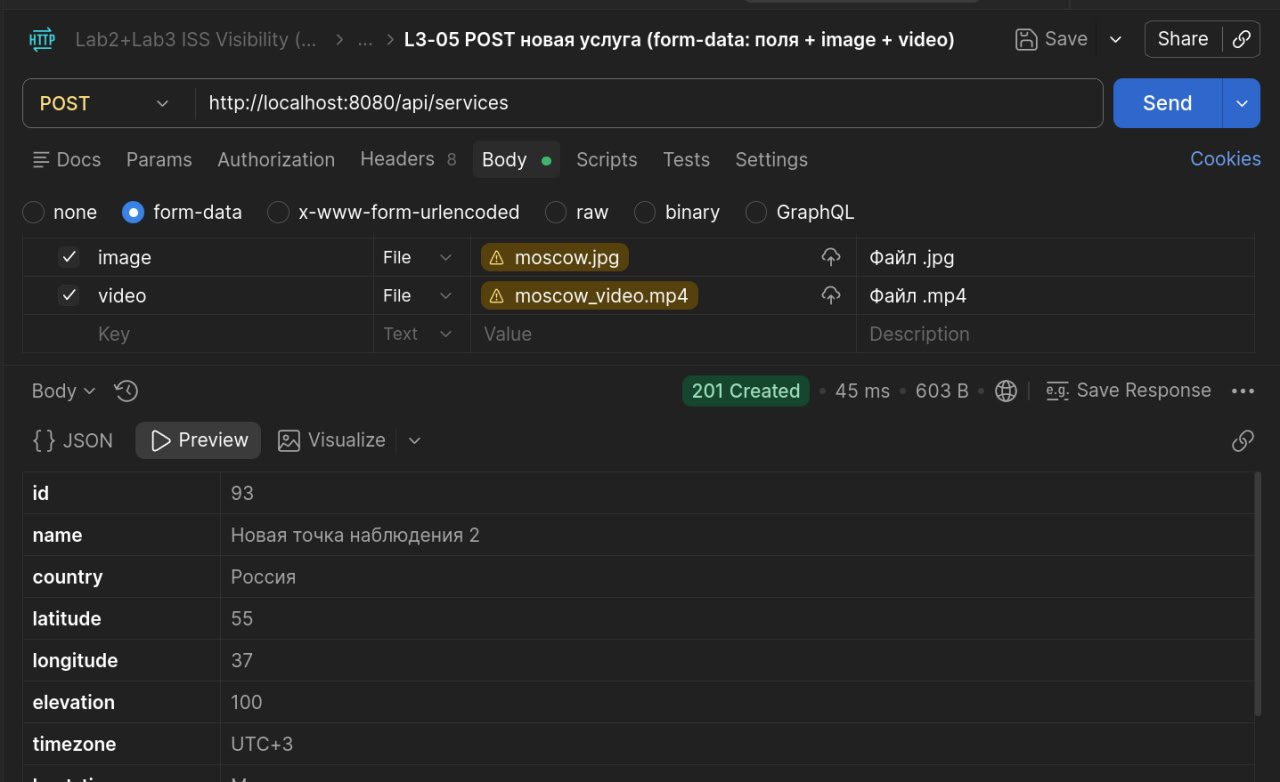 HTTP Lab2+Lab3 ISS Visibility (... > ... > L3-05 POST новая услуга (form-data: поля + image + video) Save Share
POST http://localhost:8080/api/services Send
Docs Params Authorization Headers 8 Body Scripts Tests Settings Cookies
none form-data x-www-form-urlencoded raw binary GraphQL
image File moscow.jpg Файл .jpg
video File moscow_video.mp4 Файл .mp4
Key Text Value Description
Body 201 Created • 45 ms • 603 B • e.g. Save Response
{ } JSON Preview Visualize
id 93
name Новая точка наблюдения 2
country Россия
latitude 55
longitude 37
elevation 100
timezone UTC+3